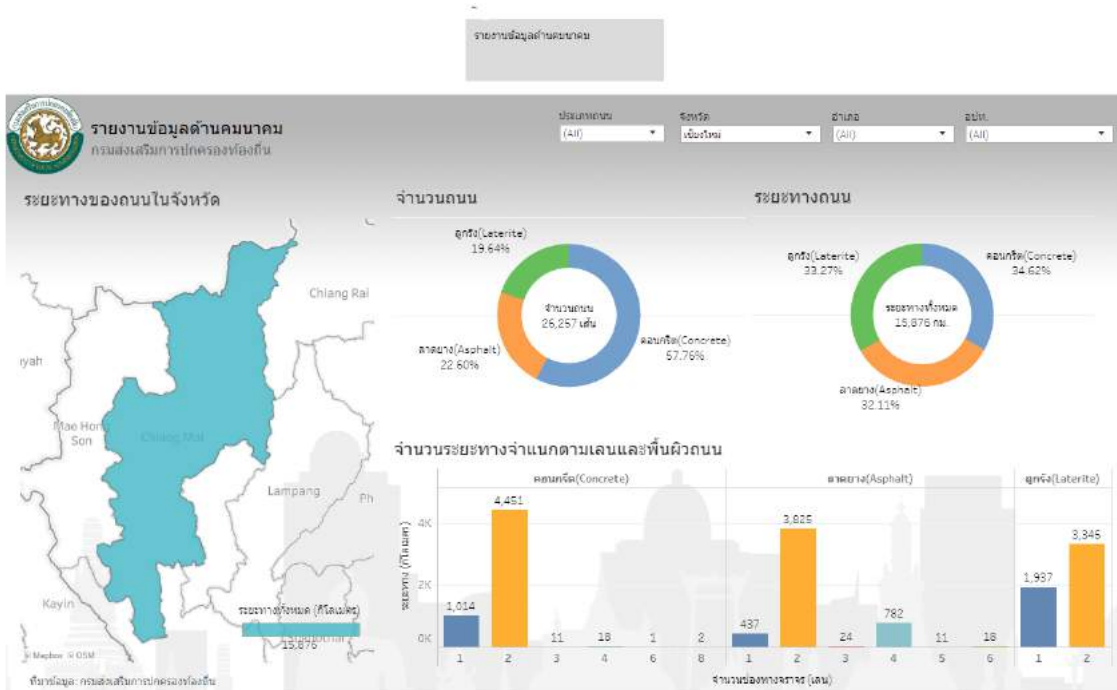 รายงานข้อมูลด้านคมนาคม
รายงานข้อมูลด้านคมนาคม
กรมส่งเสริมการปกครองท้องถิ่น
ประเภทถนน
(All)
จังหวัด
เชียงใหม่
อำเภอ
(All)
อปท.
(All)
ระยะทางของถนนในจังหวัด
Chiang Rai
Mae Hong
Son
Chiang Mai
Lampang
Ph
Kayin
ระยะทางทั้งหมด (กิโลเมตร)
15,876
© Mapbox © OSM
ที่มาข้อมูล: กรมส่งเสริมการปกครองท้องถิ่น
จำนวนถนน
ลูกรัง(Laterite)
19.64%
จำนวนถนน
26,257 เส้น
ลาดยาง(Asphalt)
22.60%
คอนกรีต(Concrete)
57.76%
ระยะทางถนน
ลูกรัง(Laterite)
33.27%
คอนกรีต(Concrete)
34.62%
ระยะทางทั้งหมด
15,876 กม.
ลาดยาง(Asphalt)
32.11%
จำนวนระยะทางจำแนกตามเลนและพื้นผิวถนน
คอนกรีต(Concrete) ลาดยาง(Asphalt) ลูกรัง(Laterite)
ระยะทาง (กิโลเมตร)
4K
2K
0K
1,014 4,451 11 18 1 2 437 3,825 24 782 11 18 1,937 3,345
1 2 3 4 6 8 1 2 3 4 5 6 1 2
จำนวนช่องทางจราจร (เลน)